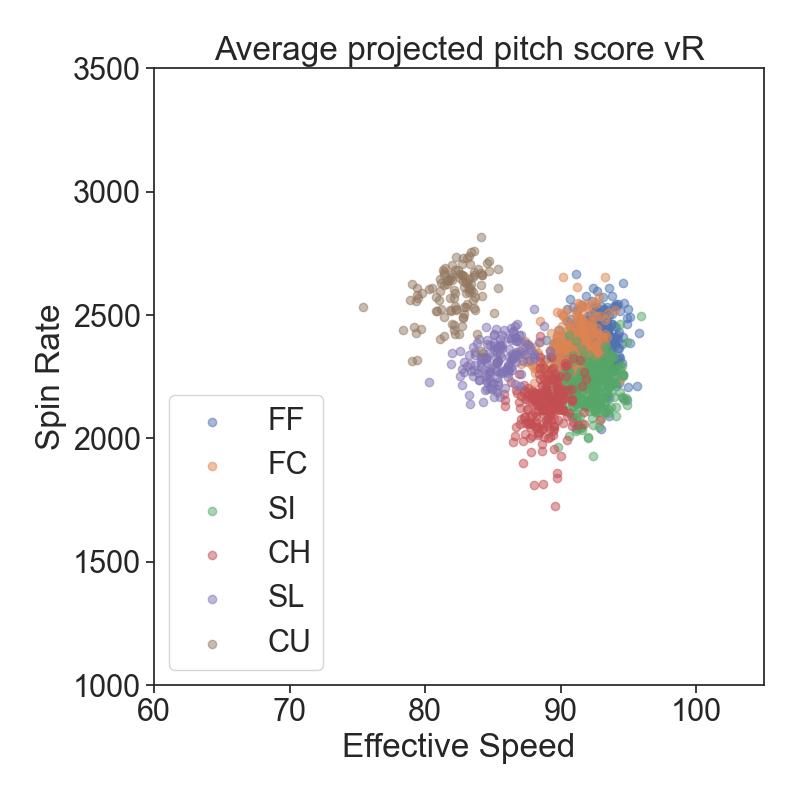 Average projected pitch score vR
3500
3000
2500
2000
1500
1000
Spin Rate
FF
FC
SI
CH
SL
CU
60 70 80 90 100
Effective Speed